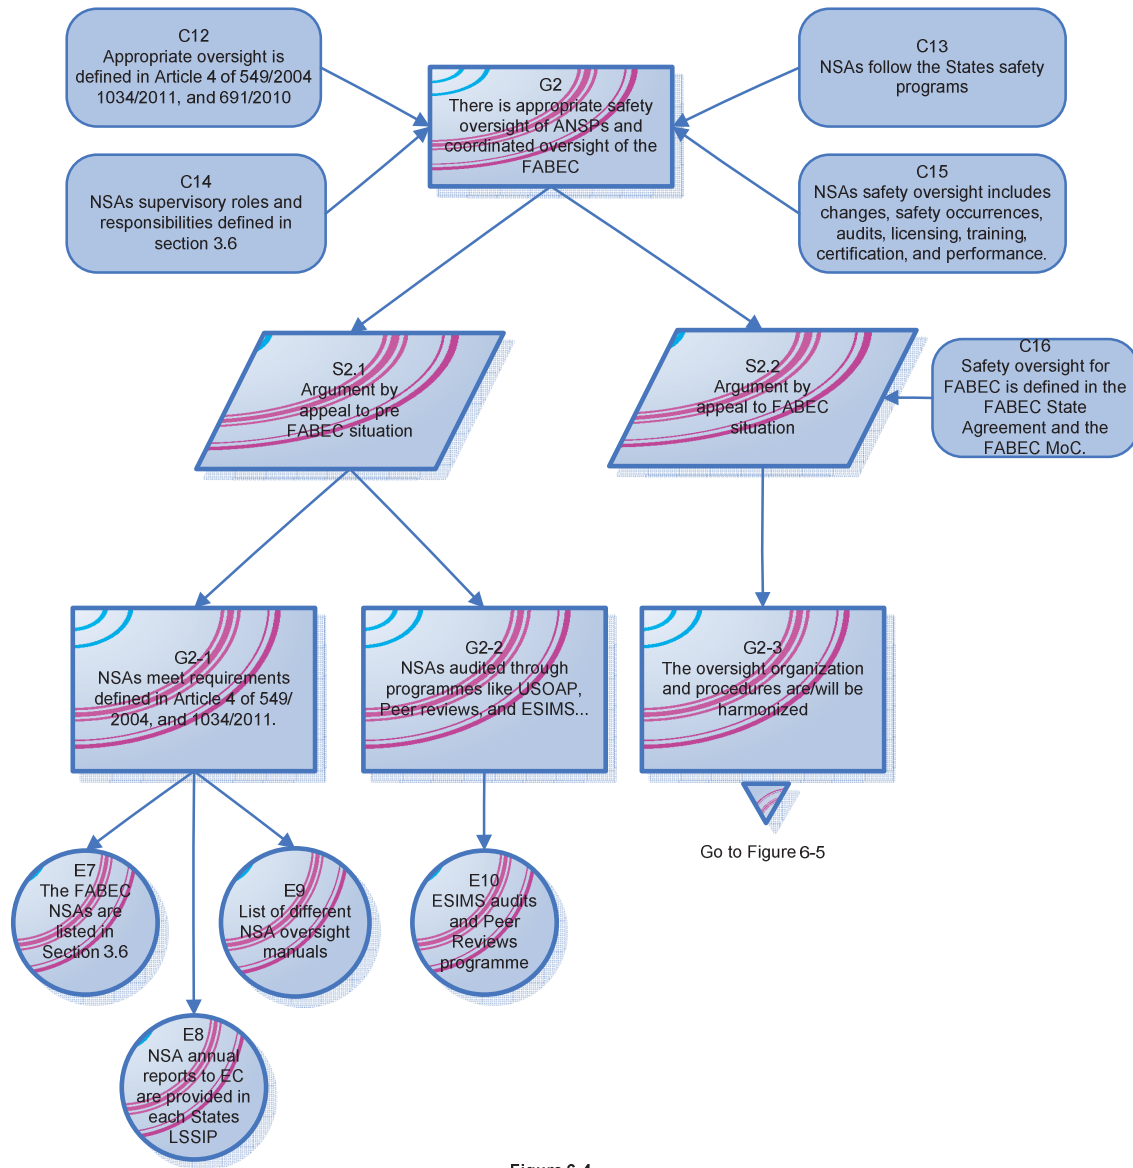 C12
Appropriate oversight is
defined in Article 4 of 549/2004
1034/2011, and 691/2010
G2
There is appropriate safety
oversight of ANSPs and
coordinated oversight of the
FABEC
C13
NSAs follow the States safety
programs
C14
NSAs supervisory roles and
responsibilities defined in
section 3.6
C15
NSAs safety oversight includes
changes, safety occurrences,
audits, licensing, training,
certification, and performance.
S2.1
Argument by
appeal to pre
FABEC situation
S2.2
Argument by
appeal to FABEC
situation
C16
Safety oversight for
FABEC is defined in the
FABEC State
Agreement and the
FABEC MoC.
G2-1
NSAs meet requirements
defined in Article 4 of 549/
2004, and 1034/2011.
G2-2
NSAs audited through
programmes like USOAP,
Peer reviews, and ESIMS...
G2-3
The oversight organization
and procedures are/will be
harmonized
Go to Figure 6-5
E7
The FABEC
NSAs are
listed in
Section 3.6
E9
List of different
NSA oversight
manuals
E10
ESIMS audits
and Peer
Reviews
programme
E8
NSA annual
reports to EC
are provided in
each States
LSSIP
Figure 6-4